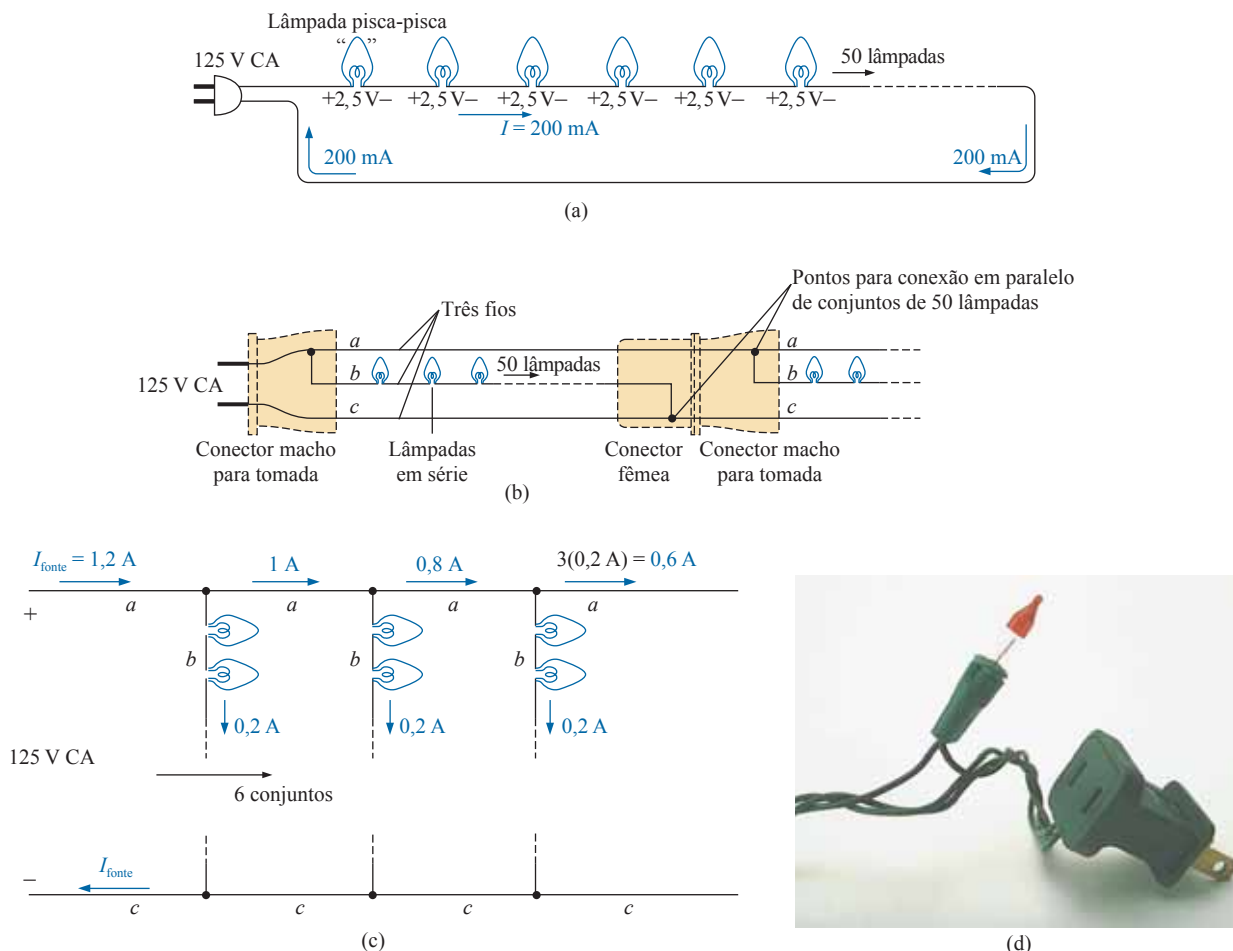 Lâmpada pisca-pisca
“ ”
125 V CA
50 lâmpadas
+2,5 V– +2,5 V– +2,5 V– +2,5 V– +2,5 V– +2,5 V–
I = 200 mA
200 mA
200 mA
(a)
Pontos para conexão em paralelo
de conjuntos de 50 lâmpadas
Três fios
a a
50 lâmpadas
125 V CA
b b
c c
Conector macho
para tomada
Lâmpadas
em série
Conector
fêmea
Conector macho
para tomada
(b)
Ifonte = 1,2 A 1 A 0,8 A 3(0,2 A) = 0,6 A
+ a a a a
b b b
0,2 A 0,2 A 0,2 A
125 V CA
6 conjuntos
– Ifonte
c c c c
(c)
(d)